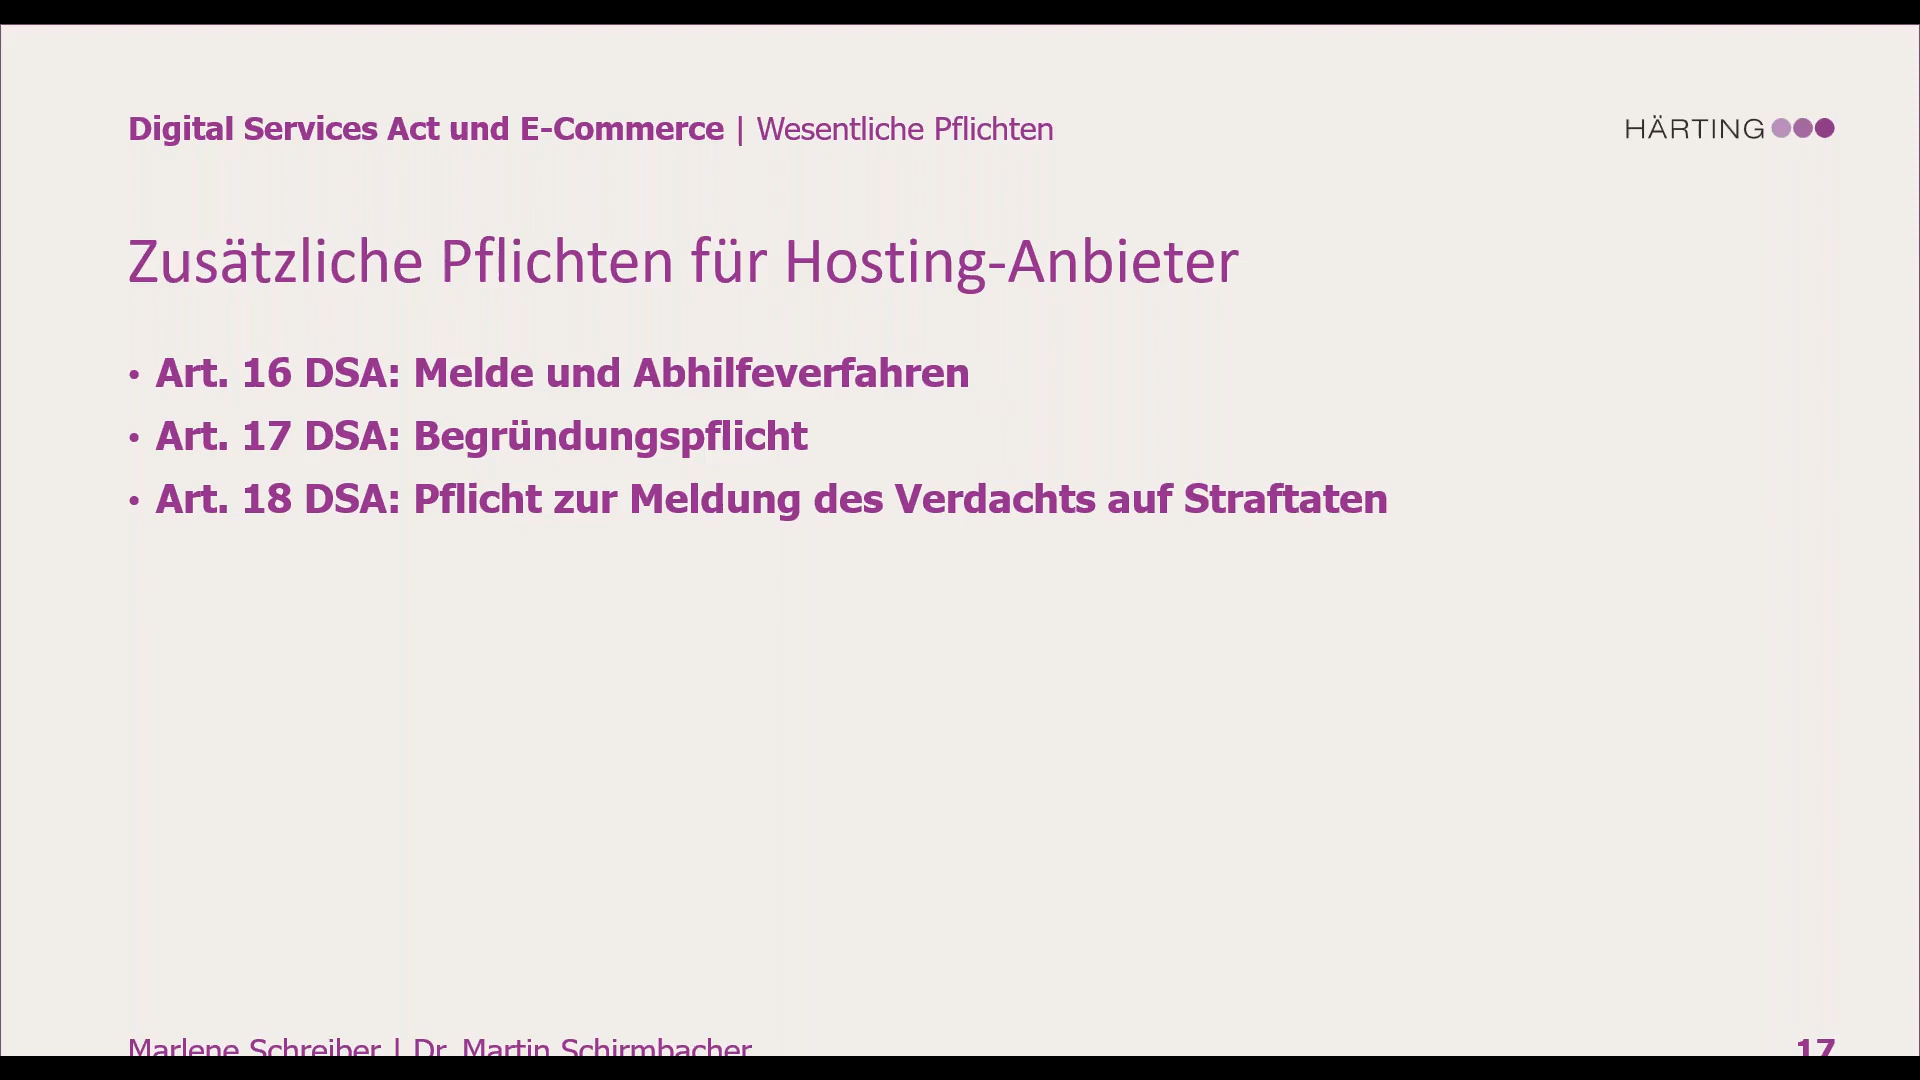 Digital Services Act und E-Commerce | Wesentliche Pflichten
HÄRTING
Zusätzliche Pflichten für Hosting-Anbieter
• Art. 16 DSA: Melde und Abhilfeverfahren
• Art. 17 DSA: Begründungspflicht
• Art. 18 DSA: Pflicht zur Meldung des Verdachts auf Straftaten
Marlene Schreiber | Dr. Martin Schirmbacher
17